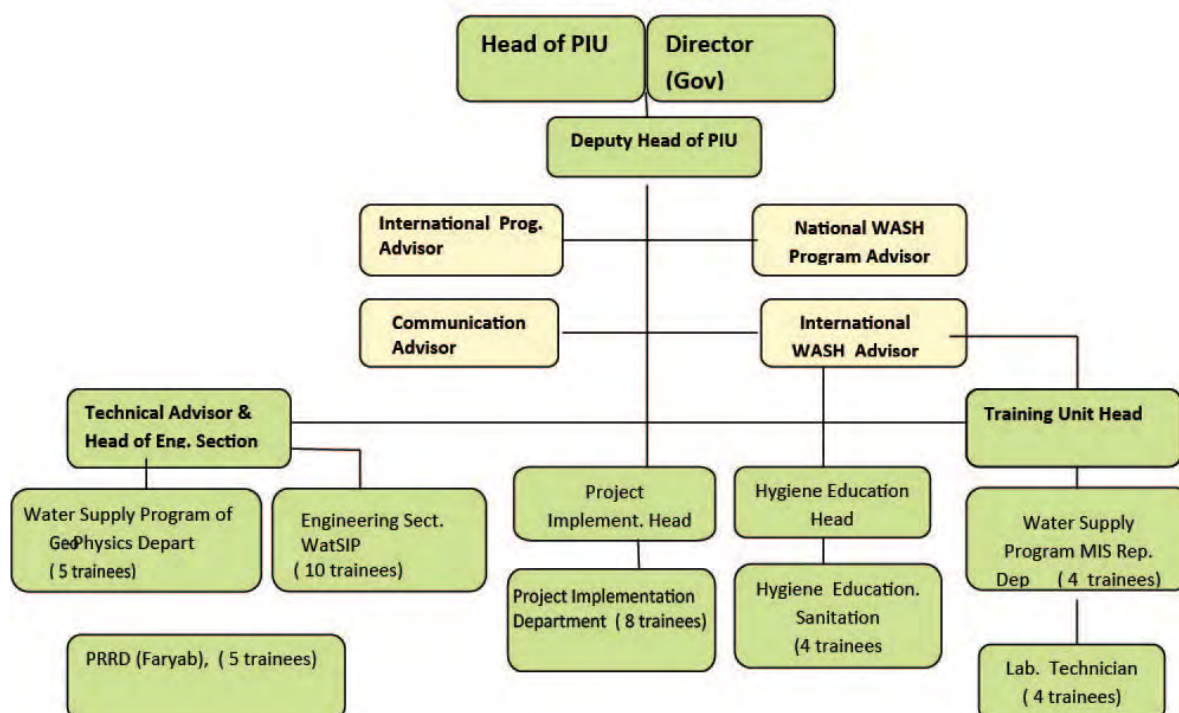 Head of PIU
Director
(Gov)
Deputy Head of PIU
International Prog.
Advisor
National WASH
Program Advisor
Communication
Advisor
International
WASH Advisor
Technical Advisor &
Head of Eng. Section
Training Unit Head
Water Supply Program of
GeoPhysics Depart
( 5 trainees)
Engineering Sect.
WatSIP
( 10 trainees)
Project
Implement. Head
Hygiene Education
Head
Water Supply
Program MIS Rep.
Dep ( 4 trainees)
Project Implementation
Department ( 8 trainees)
Hygiene Education.
Sanitation
(4 trainees
PRRD (Faryab), ( 5 trainees)
Lab. Technician
( 4 trainees)